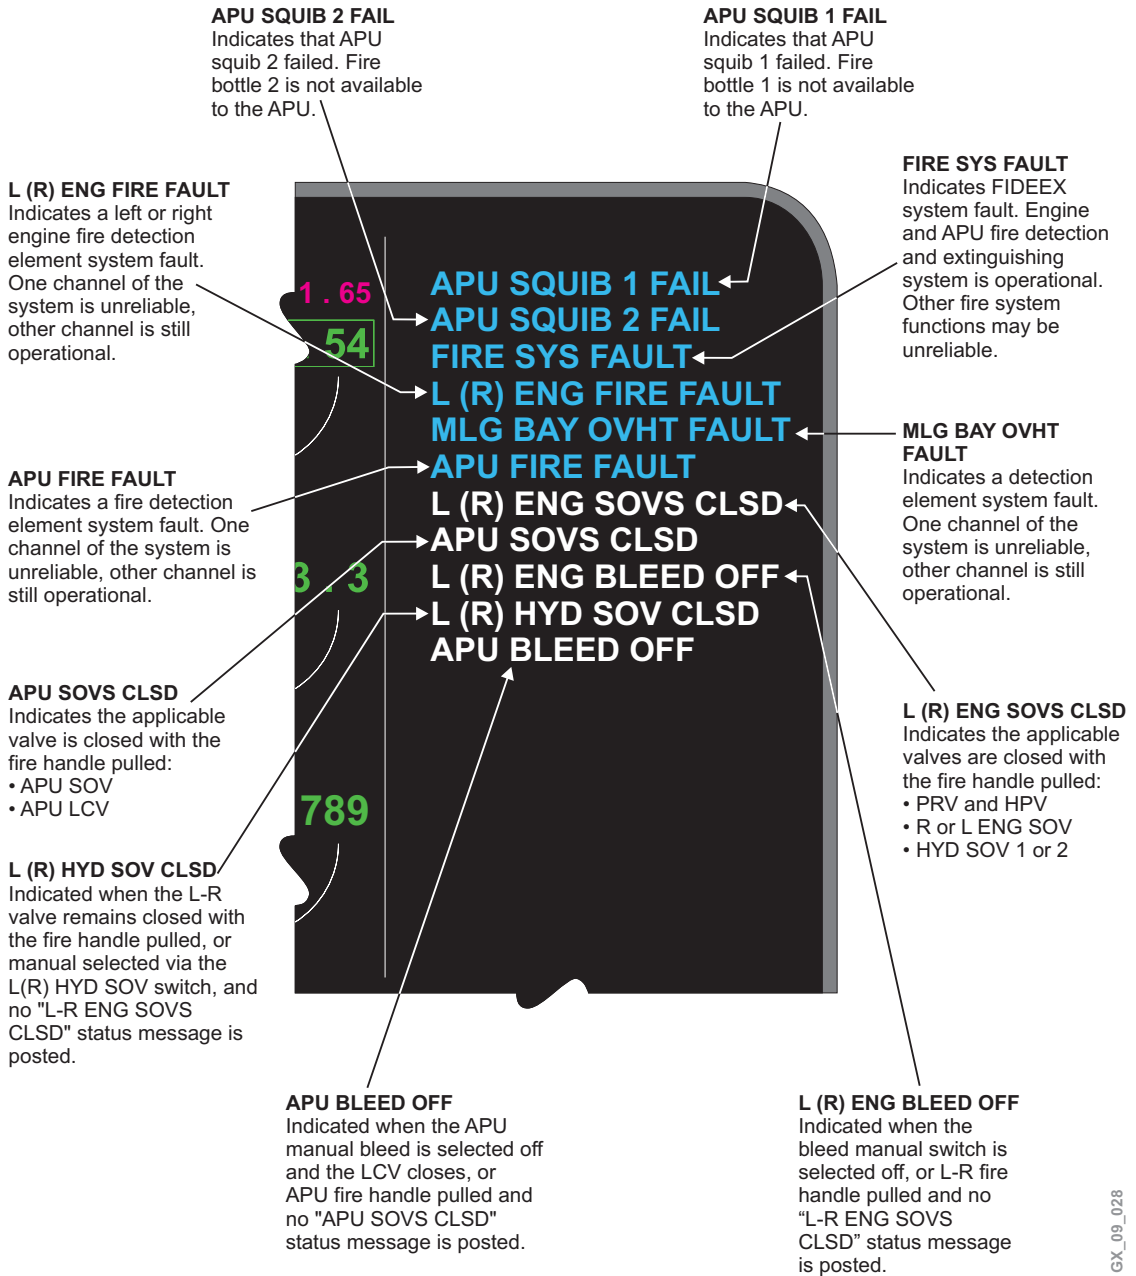 APU SQUIB 2 FAIL
Indicates that APU
squib 2 failed. Fire
bottle 2 is not available
to the APU.
APU SQUIB 1 FAIL
Indicates that APU
squib 1 failed. Fire
bottle 1 is not available
to the APU.
L (R) ENG FIRE FAULT
Indicates a left or right
engine fire detection
element system fault.
One channel of the
system is unreliable,
other channel is still
operational.
FIRE SYS FAULT
Indicates FIDEEX
system fault. Engine
and APU fire detection
and extinguishing
system is operational.
Other fire system
functions may be
unreliable.
1 . 65
54
3 . 3
789
APU SQUIB 1 FAIL
APU SQUIB 2 FAIL
FIRE SYS FAULT
L (R) ENG FIRE FAULT
MLG BAY OVHT FAULT
APU FIRE FAULT
L (R) ENG SOVS CLSD
APU SOVS CLSD
L (R) ENG BLEED OFF
L (R) HYD SOV CLSD
APU BLEED OFF
APU FIRE FAULT
Indicates a fire detection
element system fault. One
channel of the system is
unreliable, other channel is
still operational.
MLG BAY OVHT
FAULT
Indicates a detection
element system fault.
One channel of the
system is unreliable,
other channel is still
operational.
APU SOVS CLSD
Indicates the applicable
valve is closed with the
fire handle pulled:
• APU SOV
• APU LCV
L (R) ENG SOVS CLSD
Indicates the applicable
valves are closed with
the fire handle pulled:
• PRV and HPV
• R or L ENG SOV
• HYD SOV 1 or 2
L (R) HYD SOV CLSD
Indicated when the L-R
valve remains closed with
the fire handle pulled, or
manual selected via the
L(R) HYD SOV switch, and
no "L-R ENG SOVS
CLSD" status message is
posted.
APU BLEED OFF
Indicated when the APU
manual bleed is selected off
and the LCV closes, or
APU fire handle pulled and
no "APU SOVS CLSD"
status message is posted.
L (R) ENG BLEED OFF
Indicated when the
bleed manual switch is
selected off, or L-R fire
handle pulled and no
“L-R ENG SOVS
CLSD” status message
is posted.
GX_09_028